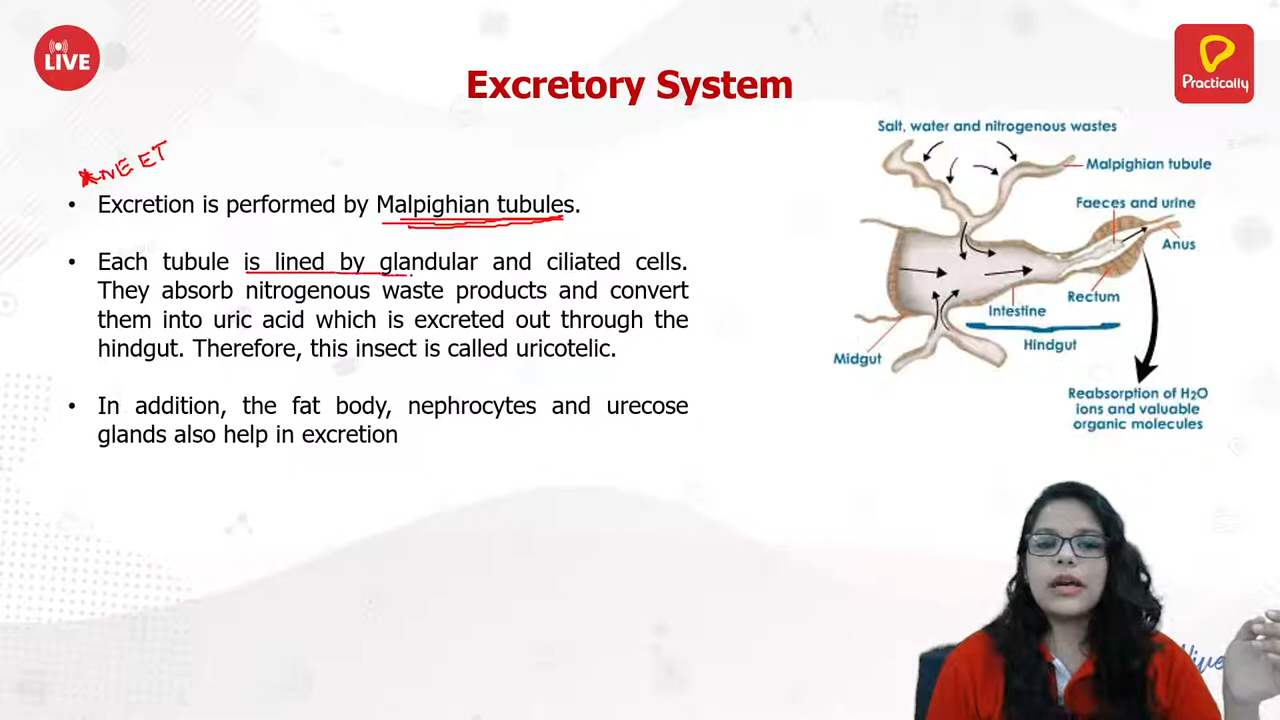 LIVE
Practically
Excretory System
NEET
• Excretion is performed by Malpighian tubules.
• Each tubule is lined by glandular and ciliated cells.
They absorb nitrogenous waste products and convert
them into uric acid which is excreted out through the
hindgut. Therefore, this insect is called uricotelic.
• In addition, the fat body, nephrocytes and urecose
glands also help in excretion
Salt, water and nitrogenous wastes
Malpighian tubule
Faeces and urine
Anus
Rectum
Intestine
Hindgut
Midgut
Reabsorption of H₂O
ions and valuable
organic molecules